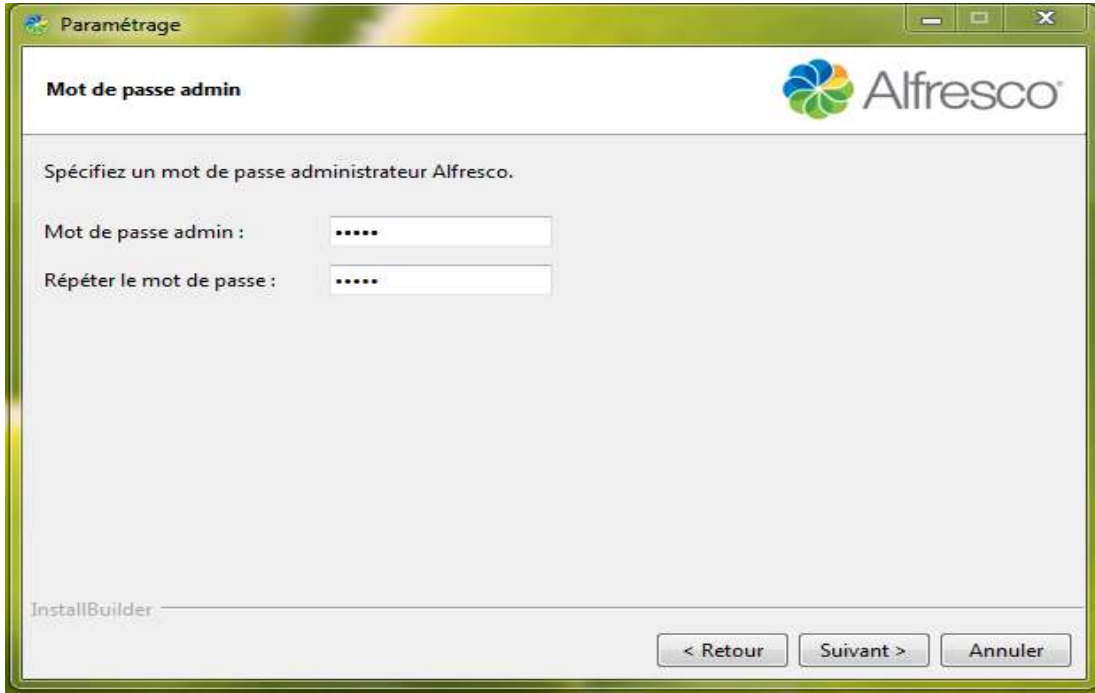 Paramétrage
Mot de passe admin
Alfresco
Spécifiez un mot de passe administrateur Alfresco.
Mot de passe admin : •••••
Répéter le mot de passe : •••••
InstallBuilder
< Retour Suivant > Annuler